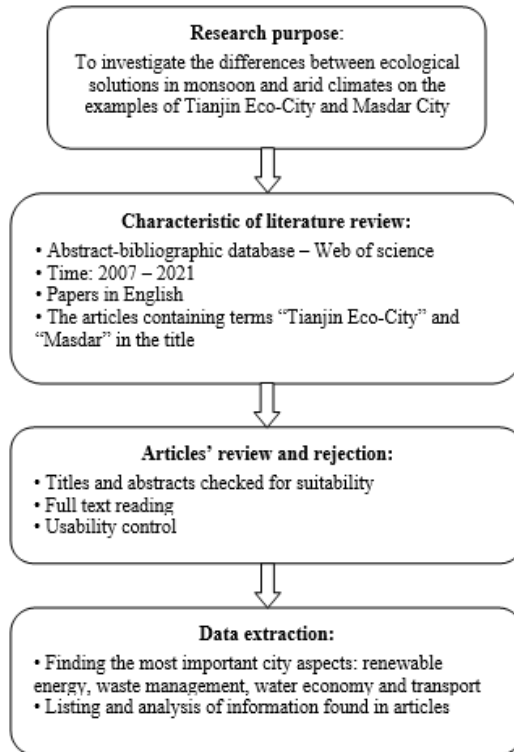 Research purpose:
To investigate the differences between ecological
solutions in monsoon and arid climates on the
examples of Tianjin Eco-City and Masdar City
Characteristic of literature review:
• Abstract-bibliographic database – Web of science
• Time: 2007 – 2021
• Papers in English
• The articles containing terms “Tianjin Eco-City” and
“Masdar” in the title
Articles’ review and rejection:
• Titles and abstracts checked for suitability
• Full text reading
• Usability control
Data extraction:
• Finding the most important city aspects: renewable
energy, waste management, water economy and transport
• Listing and analysis of information found in articles